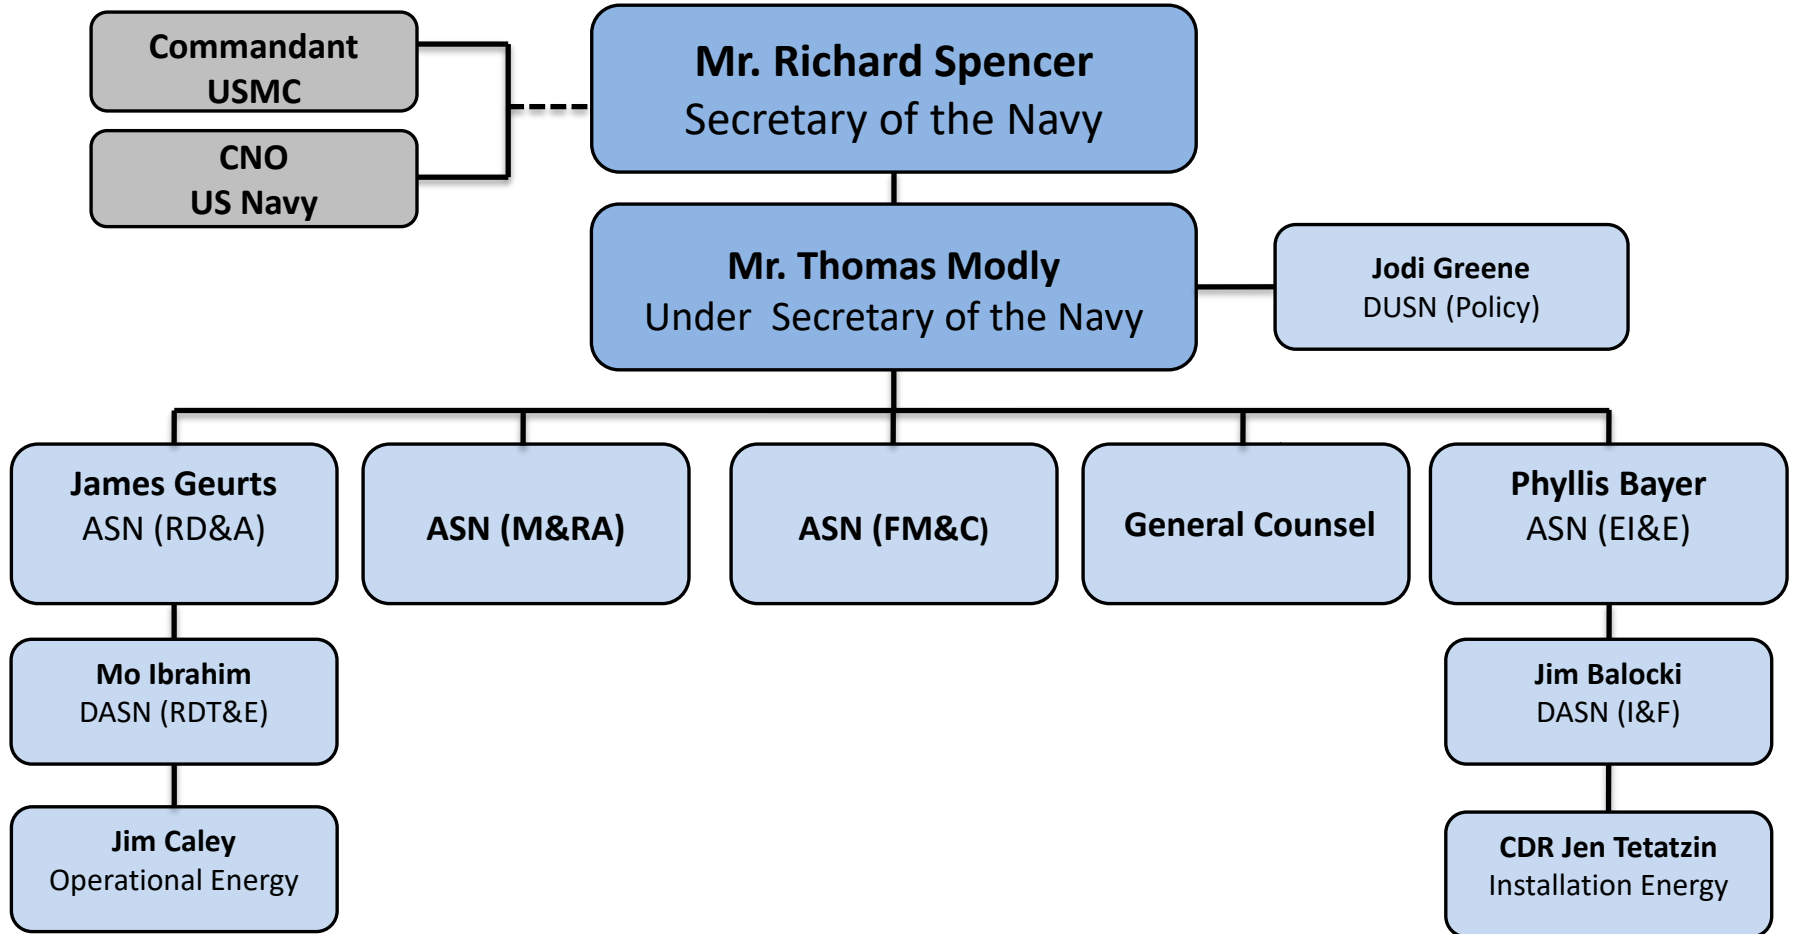 Commandant
USMC
CNO
US Navy
Mr. Richard Spencer
Secretary of the Navy
Mr. Thomas Modly
Under  Secretary of the Navy
Jodi Greene
DUSN (Policy)
James Geurts
ASN (RD&A)
ASN (M&RA)
ASN (FM&C)
General Counsel
Phyllis Bayer
ASN (EI&E)
Mo Ibrahim
DASN (RDT&E)
Jim Balocki
DASN (I&F)
Jim Caley
Operational Energy
CDR Jen Tetatzin
Installation Energy